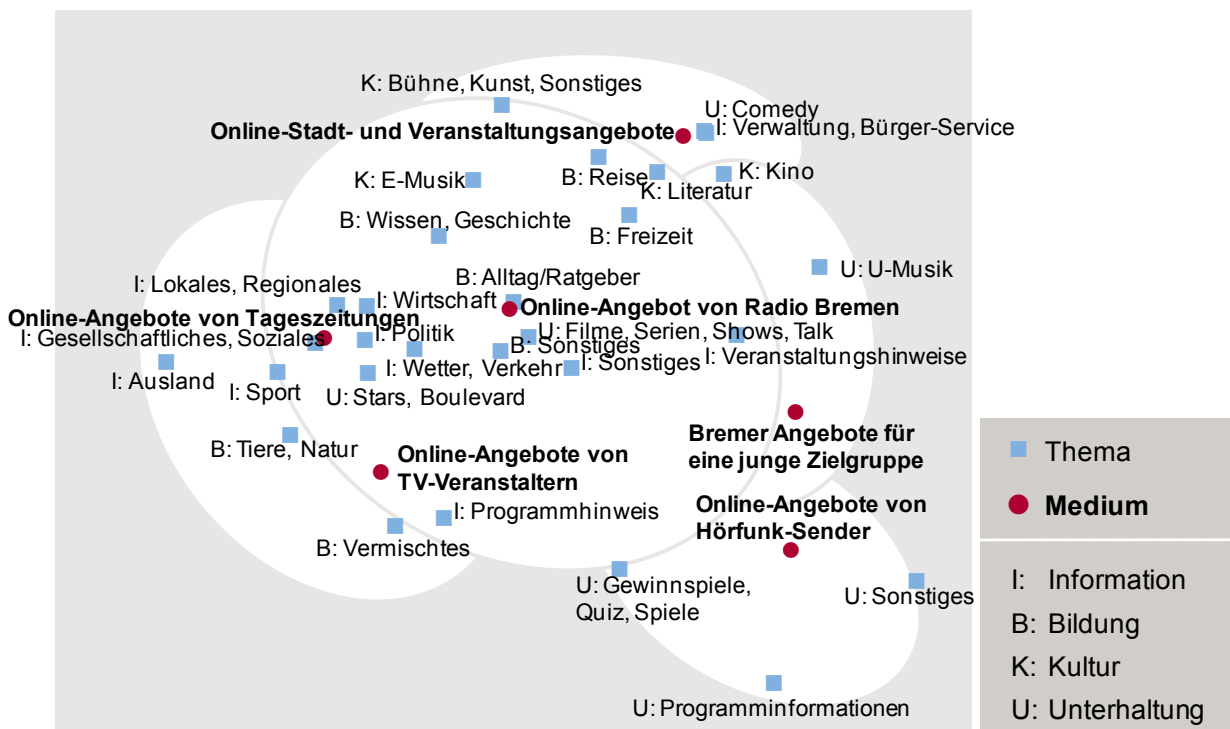 K: Bühne, Kunst, Sonstiges
U: Comedy
Online-Stadt- und Veranstaltungsangebote
I: Verwaltung, Bürger-Service
K: E-Musik
B: Reise
K: Kino
K: Literatur
B: Wissen, Geschichte
B: Freizeit
U: U-Musik
B: Alltag/Ratgeber
I: Lokales, Regionales
I: Wirtschaft
Online-Angebot von Radio Bremen
Online-Angebote von Tageszeitungen
I: Gesellschaftliches, Soziales
I: Politik
U: Filme, Serien, Shows, Talk
B: Sonstiges
I: Veranstaltungshinweise
I: Ausland
I: Sport
I: Wetter, Verkehr
I: Sonstiges
U: Stars, Boulevard
B: Tiere, Natur
Online-Angebote von
TV-Veranstaltern
Bremer Angebote für
eine junge Zielgruppe
I: Programmhinweis
B: Vermischtes
Online-Angebote von
Hörfunk-Sender
U: Gewinnspiele,
Quiz, Spiele
U: Sonstiges
U: Programminformationen
Thema
Medium
I: Information
B: Bildung
K: Kultur
U: Unterhaltung